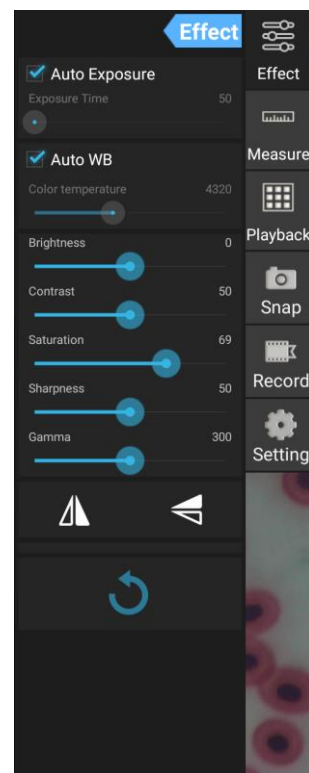 Effect
Auto Exposure
Exposure Time 50
Auto WB
Color temperature 4320
Brightness 0
Contrast 50
Saturation 69
Sharpness 50
Gamma 300
Effect
Measure
Playback
Snap
Record
Setting